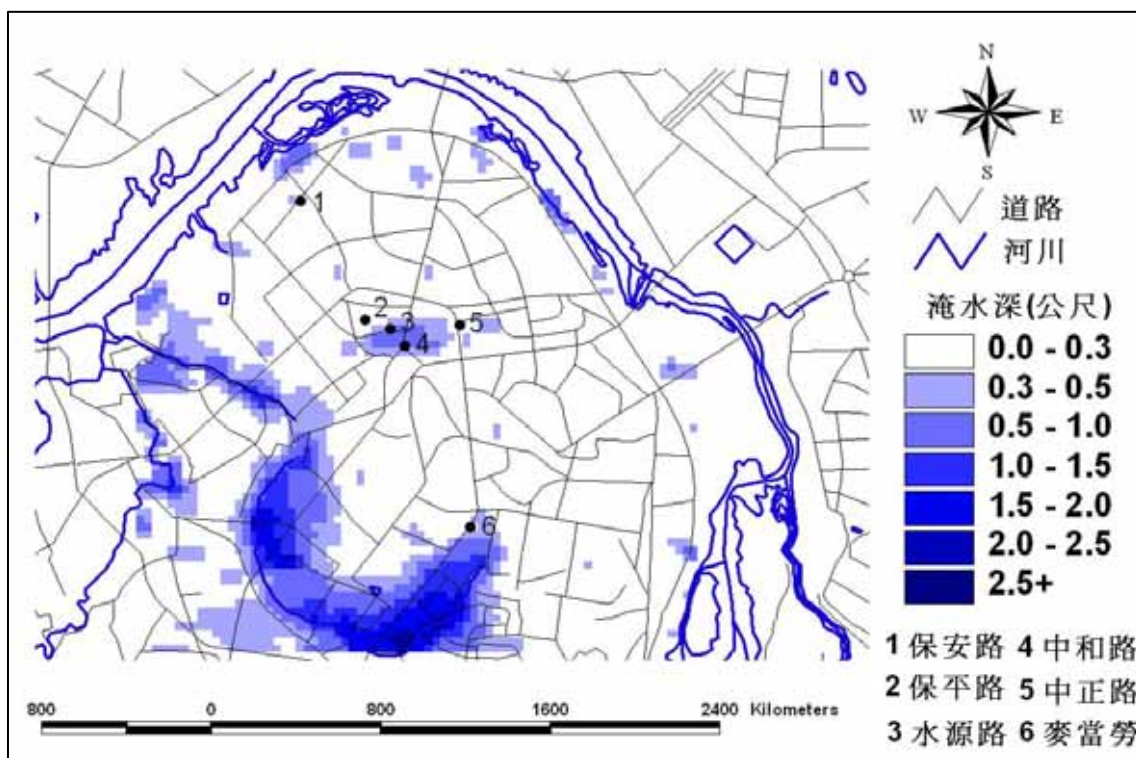 N
W
E
S
道路
河川
淹水深(公尺)
0.0 - 0.3
0.3 - 0.5
0.5 - 1.0
1.0 - 1.5
1.5 - 2.0
2.0 - 2.5
2.5+
1
2
3
4
5
6
1 保安路 4 中和路
2 保平路 5 中正路
3 水源路 6 麥當勞
800 0 800 1600 2400 Kilometers